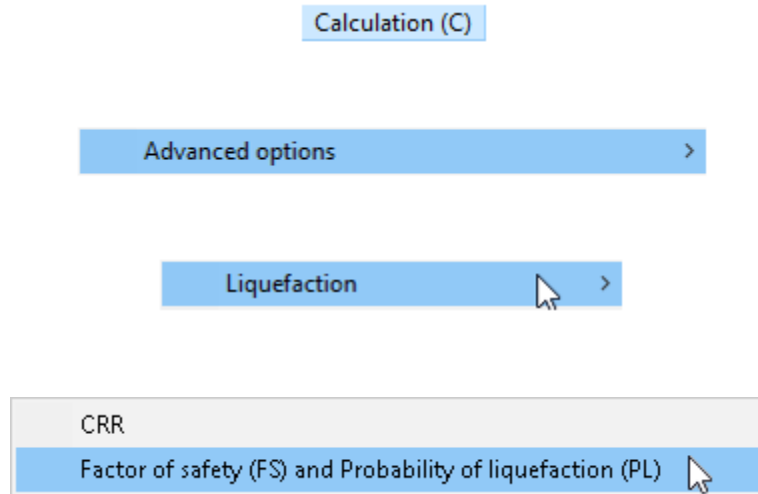 Calculation (C)
Advanced options
Liquefaction
CRR
Factor of safety (FS) and Probability of liquefaction (PL)